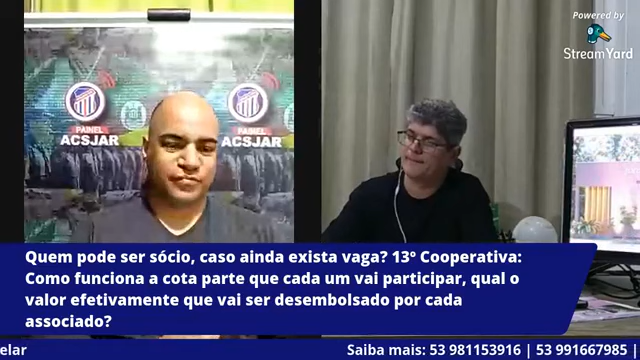 Powered by
StreamYard
PAINEL
ACSJAR
PAINEL
ACSJAR
Quem pode ser sócio, caso ainda exista vaga? 13º Cooperativa:
Como funciona a cota parte que cada um vai participar, qual o
valor efetivamente que vai ser desembolsado por cada
associado?
elar
Saiba mais: 53 981153916 | 53 991667985 |